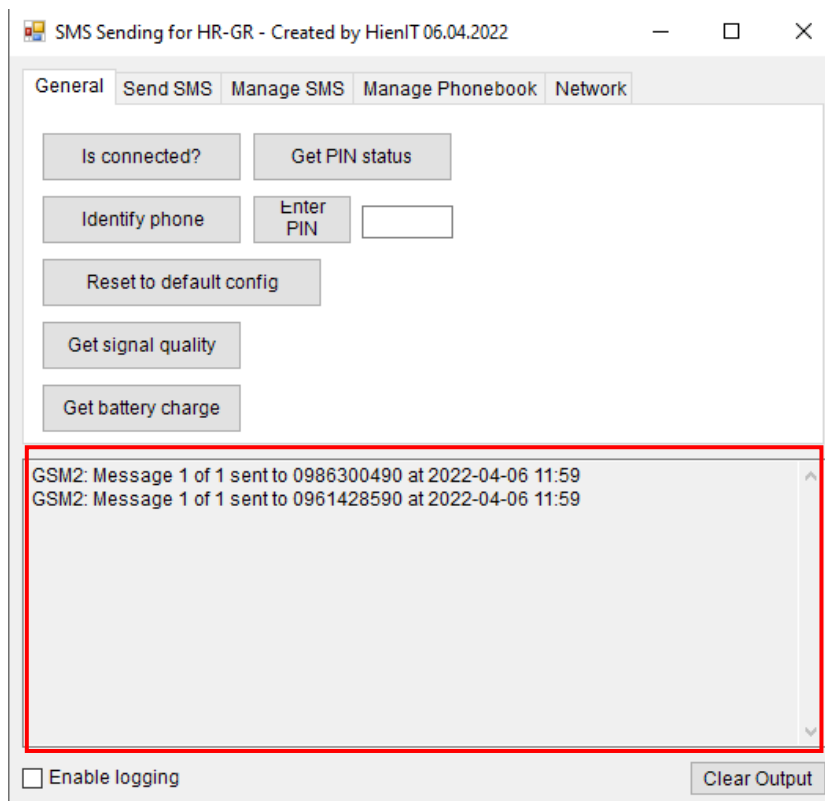 SMS Sending for HR-GR - Created by HienIT 06.04.2022
General Send SMS Manage SMS Manage Phonebook Network
Is connected? Get PIN status
Identify phone Enter PIN
Reset to default config
Get signal quality
Get battery charge
GSM2: Message 1 of 1 sent to 0986300490 at 2022-04-06 11:59
GSM2: Message 1 of 1 sent to 0961428590 at 2022-04-06 11:59
Enable logging Clear Output